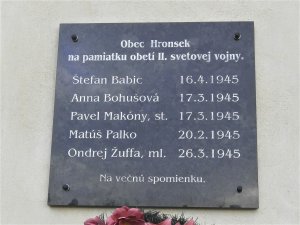 Obec Hronsek
na pamiatku obetí II. svetovej vojny.
Štefan Babic 16.4.1945
Anna Bohušová 17.3.1945
Pavel Makóny, st. 17.3.1945
Matúš Palko 20.2.1945
Ondrej Žuffa, ml. 26.3.1945
Na večnú spomienku.